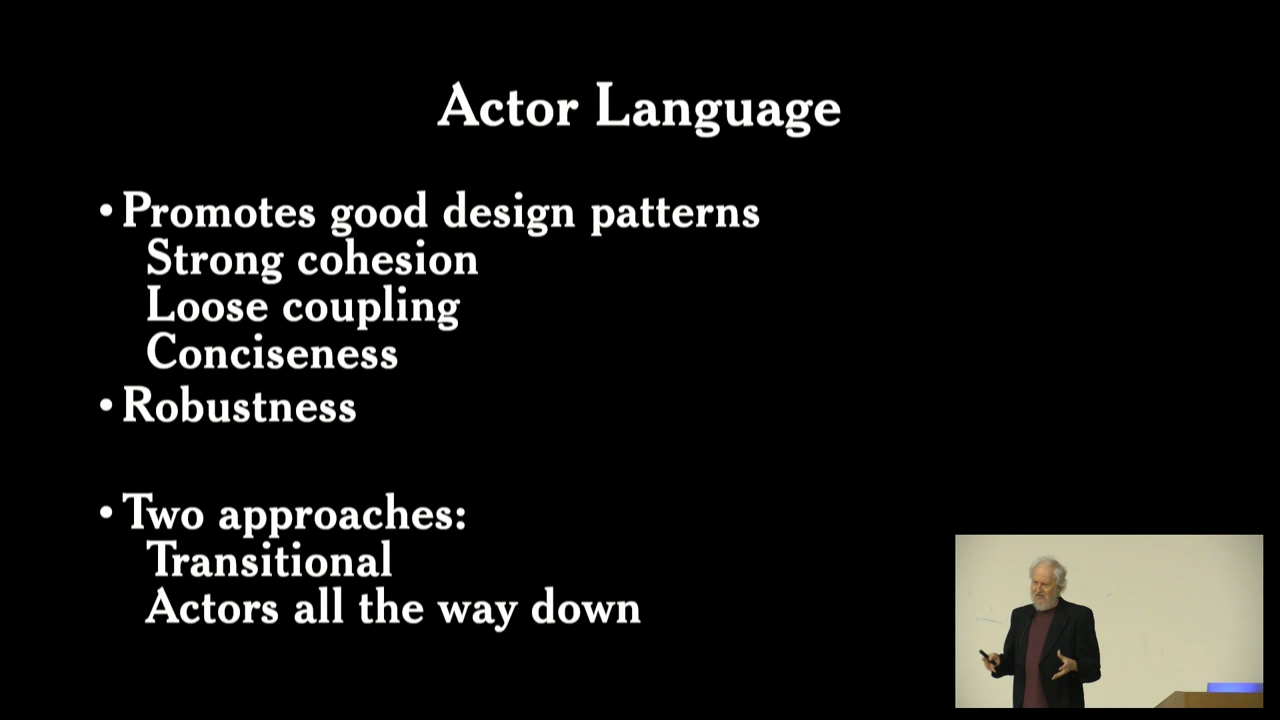 Actor Language
• Promotes good design patterns
Strong cohesion
Loose coupling
Conciseness
• Robustness
• Two approaches:
Transitional
Actors all the way down